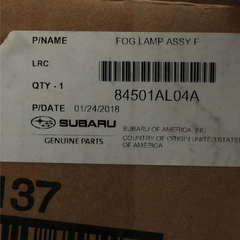 P/NAME FOG LAMP ASSY F
LRC
QTY - 1 84501AL04A
P/DATE 01/24/2018
SUBARU SUBARU OF AMERICA, INC
GENUINE PARTS COUNTRY OF ORIGIN UNITED STATES
OF AMERICA
137